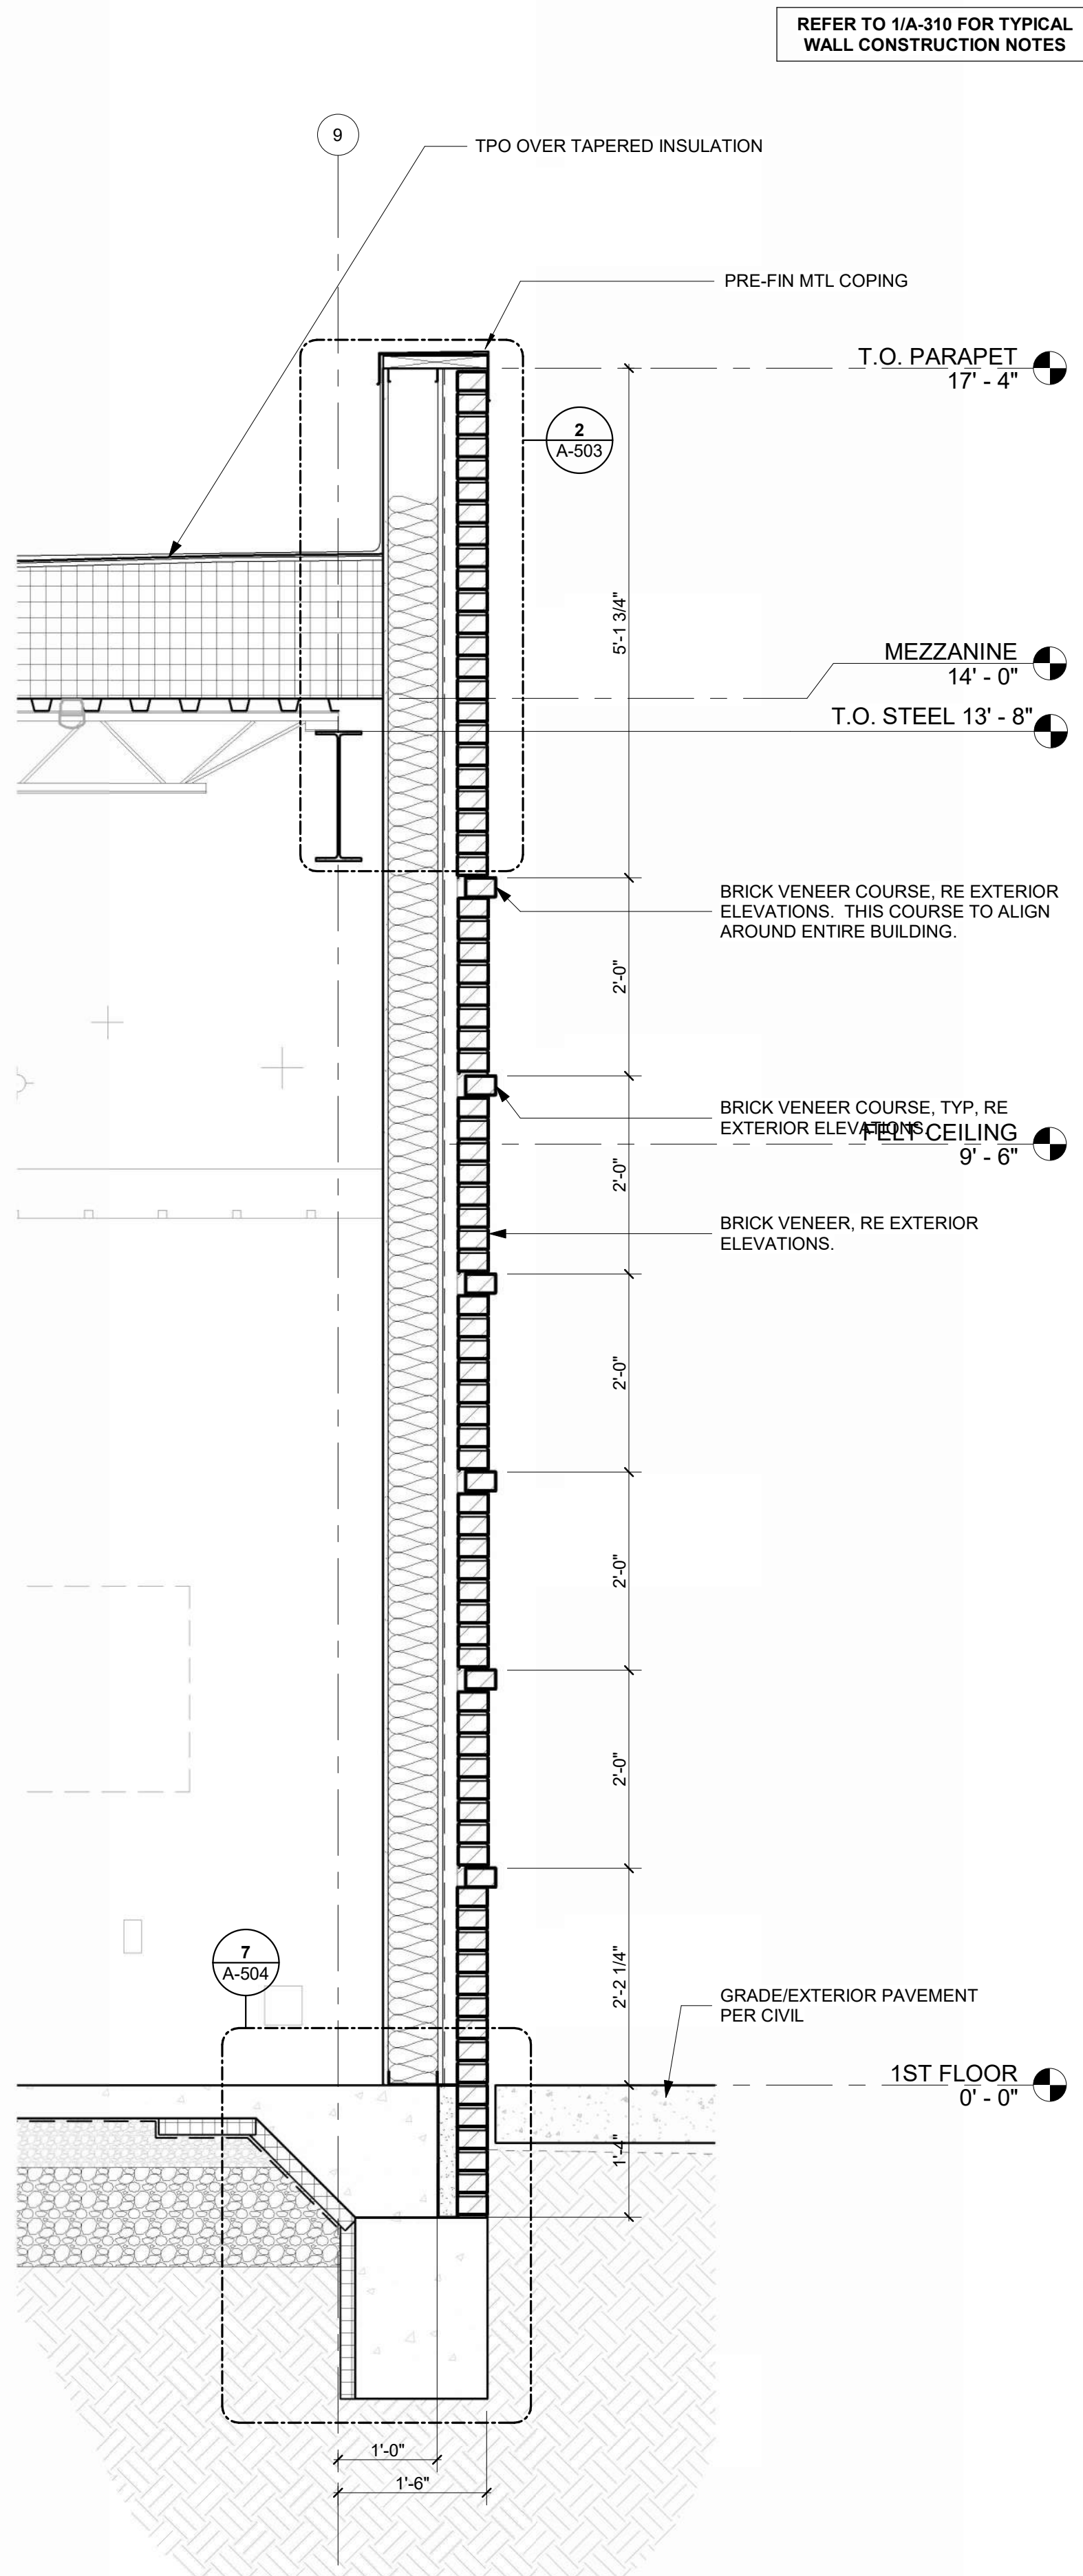 REFER TO 1/A-310 FOR TYPICAL
WALL CONSTRUCTION NOTES
9
TPO OVER TAPERED INSULATION
PRE-FIN MTL COPING
T.O. PARAPET
17' - 4"
2
A-503
5'-1 3/4"
MEZZANINE
14' - 0"
T.O. STEEL 13' - 8"
BRICK VENEER COURSE, RE EXTERIOR
ELEVATIONS. THIS COURSE TO ALIGN
AROUND ENTIRE BUILDING.
2'-0"
BRICK VENEER COURSE, TYP, RE
EXTERIOR ELEVATIONS.
FELT CEILING
9' - 6"
2'-0"
BRICK VENEER, RE EXTERIOR
ELEVATIONS.
2'-0"
2'-0"
2'-0"
7
A-504
2'-2 1/4"
GRADE/EXTERIOR PAVEMENT
PER CIVIL
1ST FLOOR
0' - 0"
1'-4"
1'-0"
1'-6"